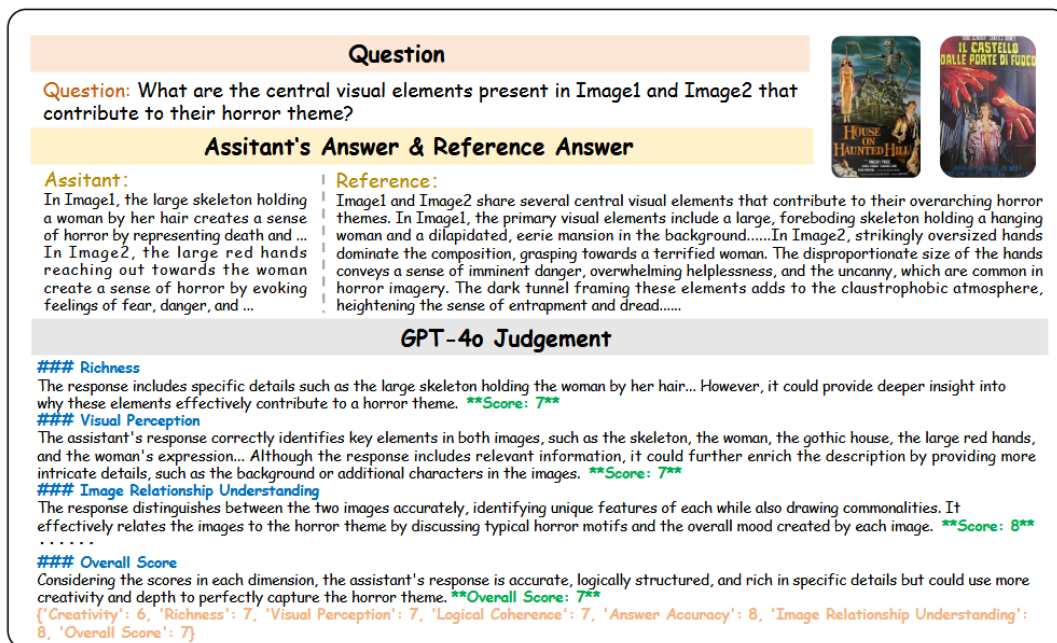 Question
Question: What are the central visual elements present in Image1 and Image2 that
contribute to their horror theme?
HOUSE
ON
HAUNTED HILL
VINCENT PRICE
IL CASTELLO
DALLE PORTE DI FUOCO
Assitant's Answer & Reference Answer
Assitant:
In Image1, the large skeleton holding
a woman by her hair creates a sense
of horror by representing death and ...
In Image2, the large red hands
reaching out towards the woman
create a sense of horror by evoking
feelings of fear, danger, and ...
Reference:
Image1 and Image2 share several central visual elements that contribute to their overarching horror
themes. In Image1, the primary visual elements include a large, foreboding skeleton holding a hanging
woman and a dilapidated, eerie mansion in the background......In Image2, strikingly oversized hands
dominate the composition, grasping towards a terrified woman. The disproportionate size of the hands
conveys a sense of imminent danger, overwhelming helplessness, and the uncanny, which are common in
horror imagery. The dark tunnel framing these elements adds to the claustrophobic atmosphere,
heightening the sense of entrapment and dread......
GPT-4o Judgement
### Richness
The response includes specific details such as the large skeleton holding the woman by her hair... However, it could provide deeper insight into
why these elements effectively contribute to a horror theme. **Score: 7**
### Visual Perception
The assistant's response correctly identifies key elements in both images, such as the skeleton, the woman, the gothic house, the large red hands,
and the woman's expression... Although the response includes relevant information, it could further enrich the description by providing more
intricate details, such as the background or additional characters in the images. **Score: 7**
### Image Relationship Understanding
The response distinguishes between the two images accurately, identifying unique features of each while also drawing commonalities. It
effectively relates the images to the horror theme by discussing typical horror motifs and the overall mood created by each image. **Score: 8**
......
### Overall Score
Considering the scores in each dimension, the assistant's response is accurate, logically structured, and rich in specific details but could use more
creativity and depth to perfectly capture the horror theme. **Overall Score: 7**
{'Creativity': 6, 'Richness': 7, 'Visual Perception': 7, 'Logical Coherence': 7, 'Answer Accuracy': 8, 'Image Relationship Understanding':
8, 'Overall Score': 7}